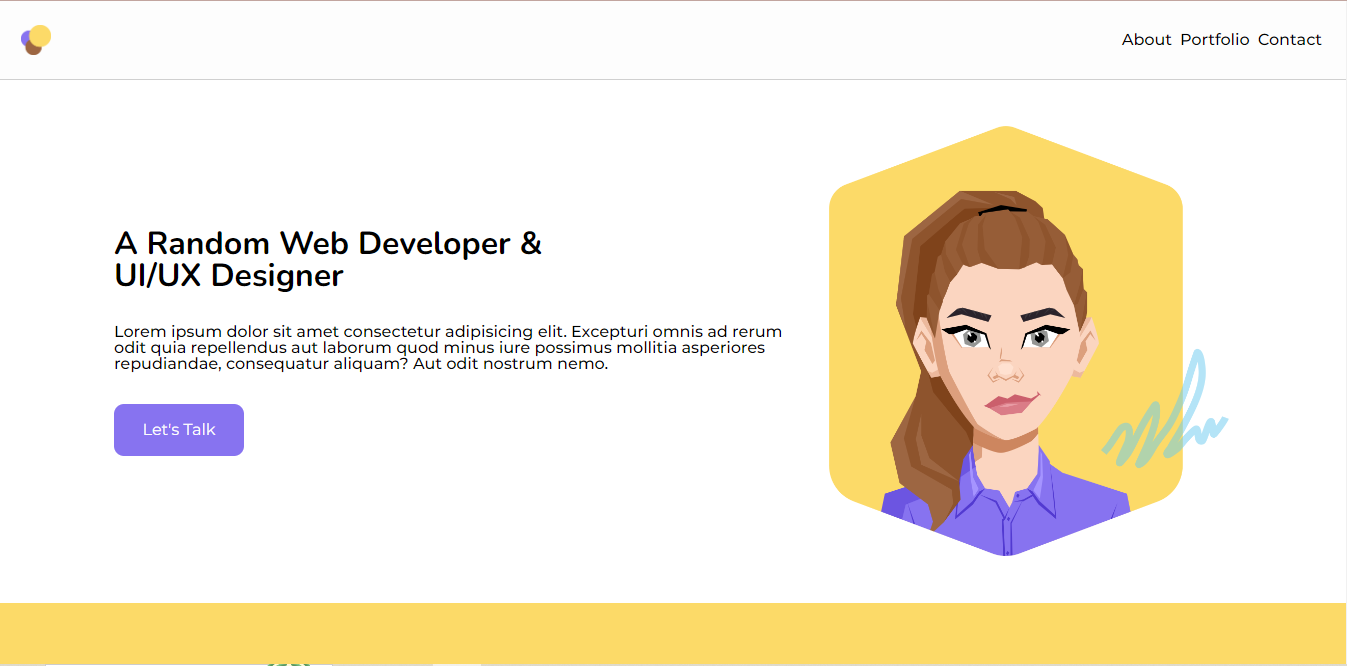 About Portfolio Contact
A Random Web Developer &
UI/UX Designer
Lorem ipsum dolor sit amet consectetur adipisicing elit. Excepturi omnis ad rerum
odit quia repellendus aut laborum quod minus iure possimus mollitia asperiores
repudiandae, consequatur aliquam? Aut odit nostrum nemo.
Let's Talk